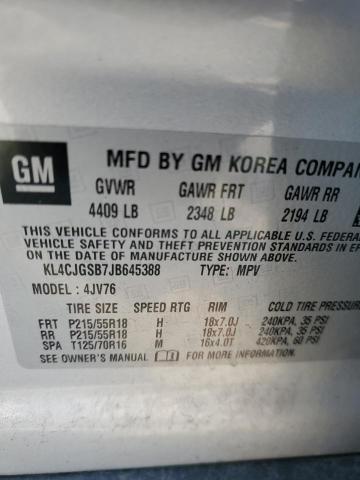 GM
MFD BY GM KOREA COMPAN
GVWR GAWR FRT GAWR RR
4409 LB 2348 LB 2194 LB
THIS VEHICLE CONFORMS TO ALL APPLICABLE U.S. FEDERAL
VEHICLE SAFETY AND THEFT PREVENTION STANDARDS IN EF
ON THE DATE OF MANUFACTURE SHOWN ABOVE.
KL4CJGSB7JB645388 TYPE: MPV
MODEL: 4JV76
TIRE SIZE SPEED RTG RIM COLD TIRE PRESSUR
FRT P215/55R18 H 18x7.0J 240KPA, 35 PSI
RR P215/55R18 H 18x7.0J 240KPA, 35 PSI
SPA T125/70R16 M 16x4.0T 420KPA, 60 PSI
SEE OWNER'S MANUAL FOR MORE INFORMATION.